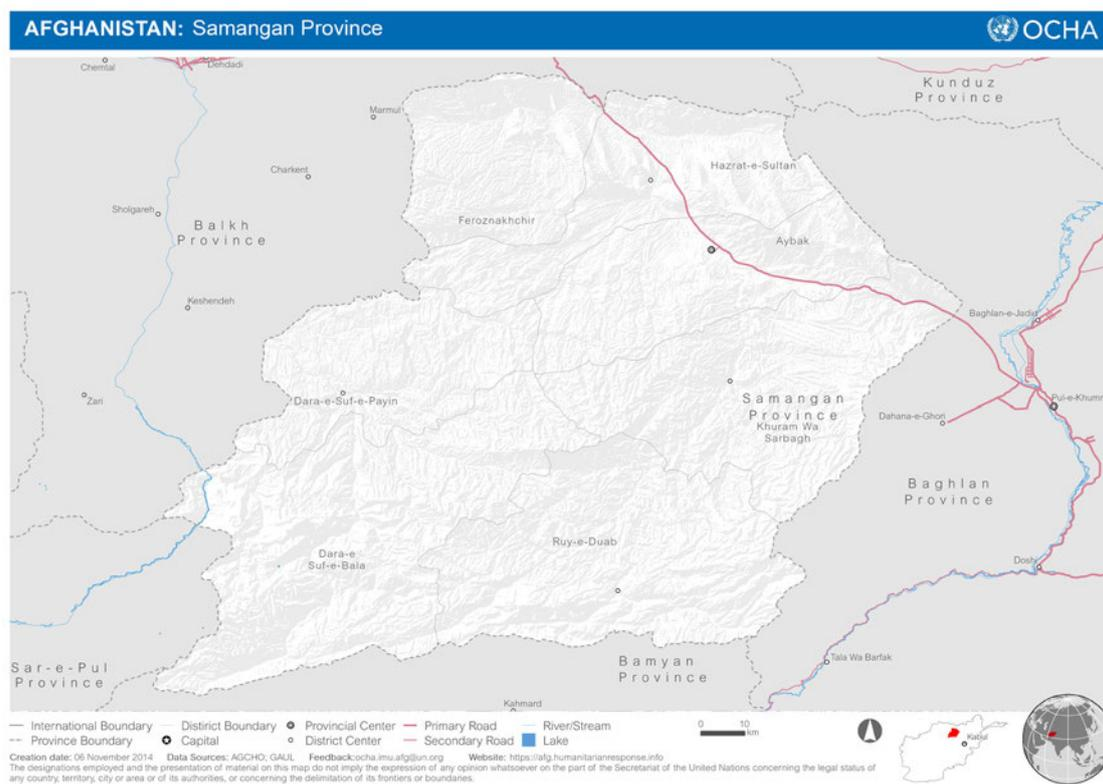 AFGHANISTAN: Samangan Province
OCHA
Chemtal
Dehdadi
Kunduz
Province
Marmul
Hazrat-e-Sultan
Charkent
Sholgareh
Feroznakhchir
Balkh
Province
Aybak
Keshendeh
Baghlan-e-Jadid
Zari
Dara-e-Suf-e-Payin
Samangan
Province
Khuram Wa
Sarbagh
Pul-e-Khumri
Dahana-e-Ghori
Baghlan
Province
Ruy-e-Duab
Dara-e
Suf-e-Bala
Doshi
Sar-e-Pul
Province
Bamyan
Province
Tala Wa Barfak
Kahmard
International Boundary
District Boundary
Provincial Center
Primary Road
River/Stream
0 10
km
Province Boundary
Capital
District Center
Secondary Road
Lake
Kabul
Creation date: 06 November 2014 Data Sources: AGCHO; GAUL Feedback:ocha.imu.afg@un.org Website: https://afg.humanitarianresponse.info
The designations employed and the presentation of material on this map do not imply the expression of any opinion whatsoever on the part of the Secretariat of the United Nations concerning the legal status of
any country, territory, city or area or of its authorities, or concerning the delimitation of its frontiers or boundaries.